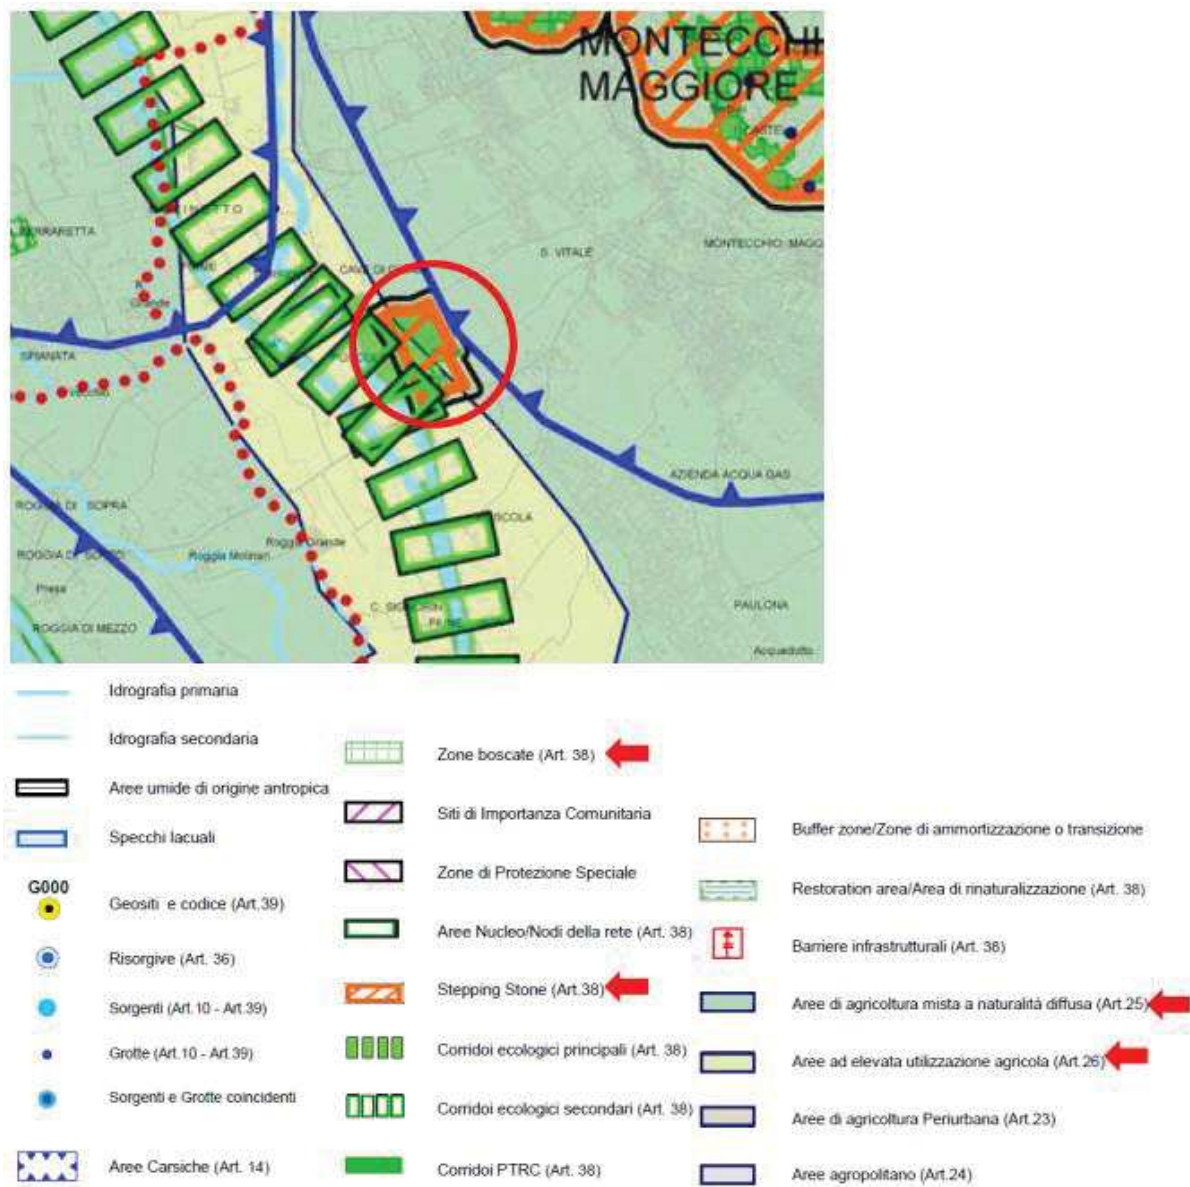 MONTECCHI
MAGGIORE
MONTECCHIO MAGG
S. VITALE
Grande
SPIANATA
AZIENDA ACQUA GAS
ROGGIA DI SOPRA
Roggia Grande
Roggia Molinari
Prese
ROGGIA DI MEZZO
PAULONA
Acquedotto
Idrografia primaria
Idrografia secondaria
Aree umide di origine antropica
Specchi lacuali
G000
Geositi e codice (Art.39)
Risorgive (Art. 36)
Sorgenti (Art.10 - Art.39)
Grotte (Art.10 - Art.39)
Sorgenti e Grotte coincidenti
Aree Carsiche (Art. 14)
Zone boscate (Art. 38)
Siti di Importanza Comunitaria
Zone di Protezione Speciale
Aree Nucleo/Nodi della rete (Art. 38)
Stepping Stone (Art.38)
Corridoi ecologici principali (Art. 38)
Corridoi ecologici secondari (Art. 38)
Corridoi PTRC (Art. 38)
Buffer zone/Zone di ammortizzazione o transizione
Restoration area/Area di rinaturalizzazione (Art. 38)
Barriere infrastrutturali (Art. 38)
Aree di agricoltura mista a naturalità diffusa (Art.25)
Aree ad elevata utilizzazione agricola (Art.26)
Aree di agricoltura Periurbana (Art.23)
Aree agropolitano (Art.24)